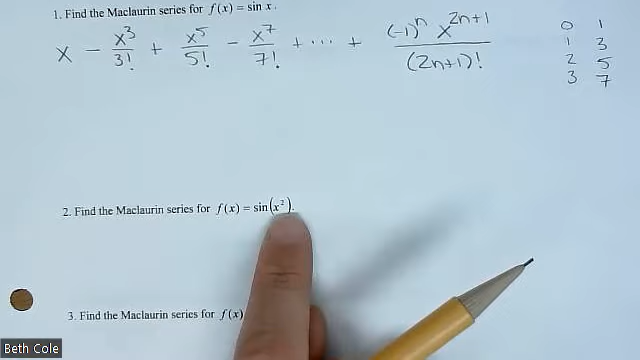 1. Find the Maclaurin series for f(x) = sin x.
x - x³/3! + x⁵/5! - x⁷/7! + ··· + (-1)ⁿ x²ⁿ⁺¹/(2n+1)!
0 1
1 3
2 5
3 7
2. Find the Maclaurin series for f(x) = sin(x²).
3. Find the Maclaurin series for f(x)
Beth Cole